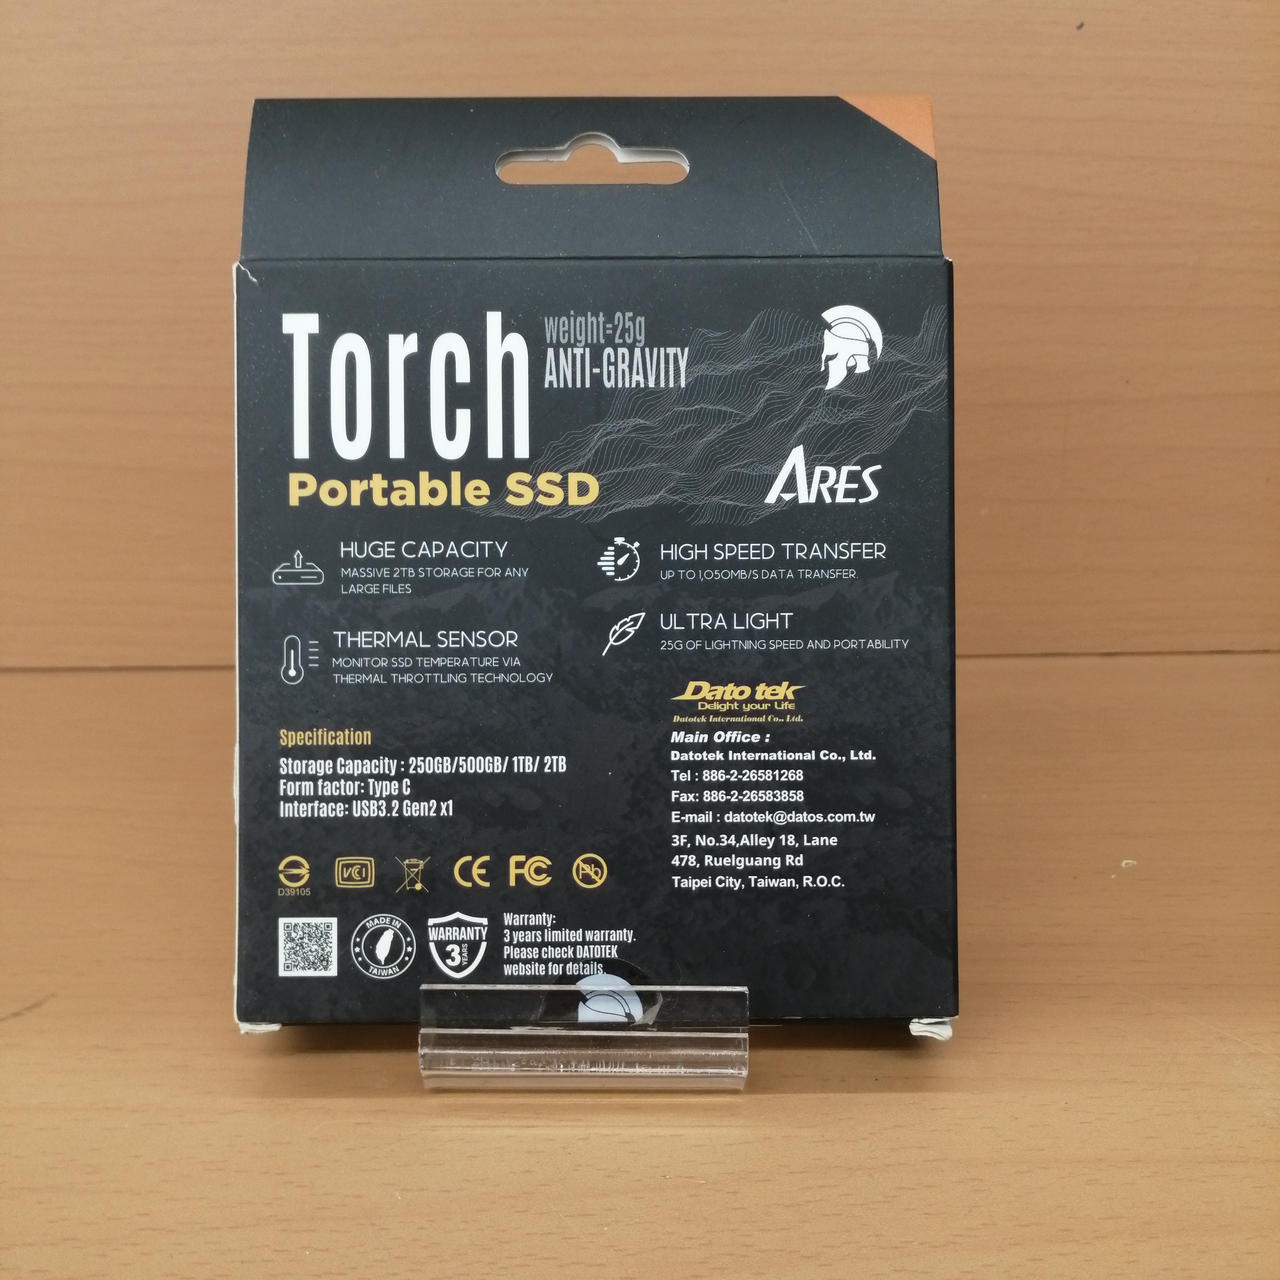 Torch
weight=25g
ANTI-GRAVITY
Portable SSD
ARES
HUGE CAPACITY
MASSIVE 2TB STORAGE FOR ANY
LARGE FILES
HIGH SPEED TRANSFER
UP TO 1,050MB/S DATA TRANSFER.
THERMAL SENSOR
MONITOR SSD TEMPERATURE VIA
THERMAL THROTTLING TECHNOLOGY
ULTRA LIGHT
25G OF LIGHTNING SPEED AND PORTABILITY
Specification
Storage Capacity : 250GB/500GB/ 1TB/ 2TB
Form factor: Type C
Interface: USB3.2 Gen2 x1
Dato tek
Delight your Life
Datotek International Co., Ltd.
Main Office :
Datotek International Co., Ltd.
Tel : 886-2-26581268
Fax: 886-2-26583858
E-mail : datotek@datos.com.tw
3F, No.34,Alley 18, Lane
478, Ruelguang Rd
Taipei City, Taiwan, R.O.C.
D39105
VCI
CE
FC
Pb
MADE IN
TAIWAN
WARRANTY
3 YEARS
Warranty:
3 years limited warranty.
Please check DATOTEK
website for details.